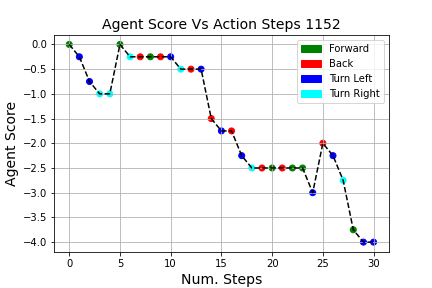 Agent Score Vs Action Steps 1152
Agent Score
0.0
−0.5
−1.0
−1.5
−2.0
−2.5
−3.0
−3.5
−4.0
Forward
Back
Turn Left
Turn Right
0 5 10 15 20 25 30
Num. Steps